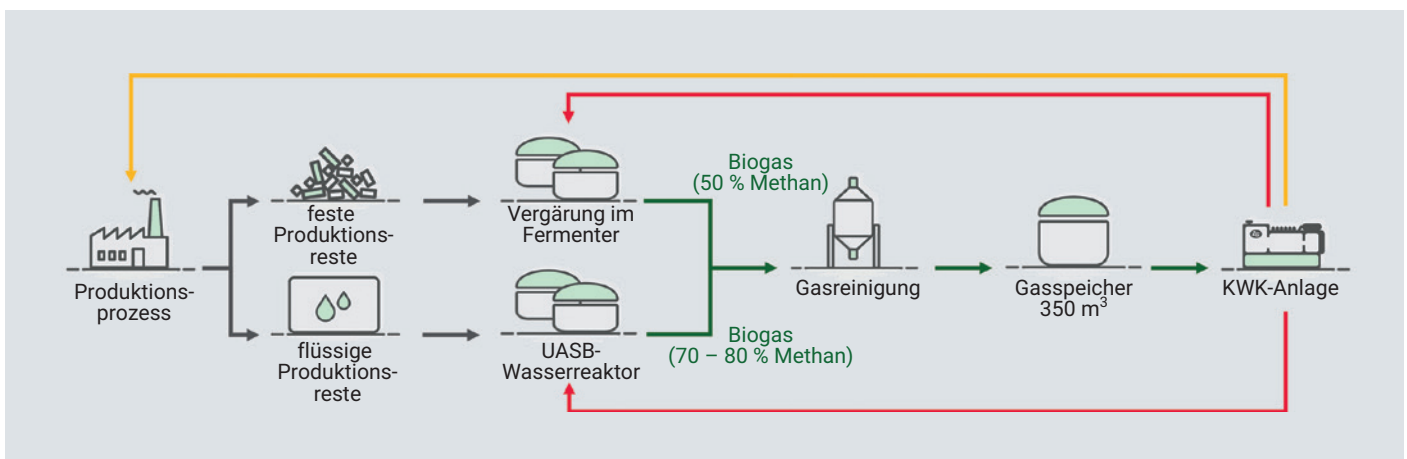 Biogas
(50 % Methan)
feste
Produktions-
reste
Vergärung im
Fermenter
Produktions-
prozess
Gasreinigung
Gasspeicher
350 m³
KWK-Anlage
flüssige
Produktions-
reste
UASB-
Wasserreaktor
Biogas
(70 – 80 % Methan)